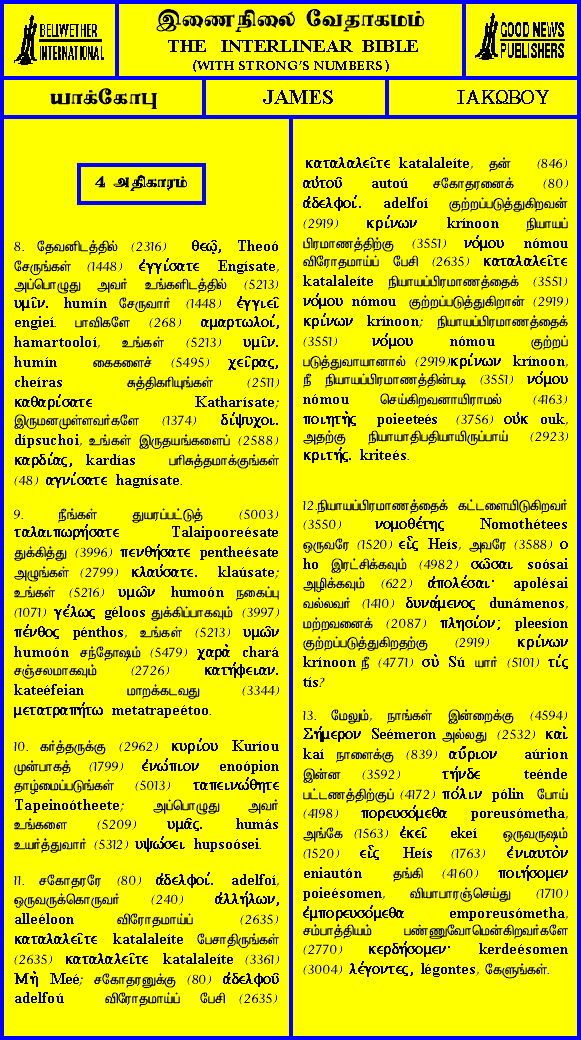 BELLWETHER
INTERNATIONAL
இணைநிலை வேதாகமம்
THE INTERLINEAR BIBLE
(WITH STRONG'S NUMBERS)
GOOD NEWS
PUBLISHERS
யாக்கோபு
JAMES
ΙΑΚΩΒΟΥ
4 அதிகாரம்
8. தேவனிடத்தில் (2316) θεῷ, Theoó
சேருங்கள் (1448) ἐγγίσατε Engísate,
அப்பொழுது அவர் உங்களிடத்தில் (5213)
υμῖν. humín சேருவார் (1448) ἐγγιεῖ
engieí பாவிகளே (268) αμαρτωλοί,
hamartooloí, உங்கள் (5213) υμῖν.
humín கைகளைச் (5495) χεῖρας,
cheíras சுத்திகரியுங்கள் (2511)
καθαρίσατε Katharísate;
இருமனமுள்ளவர்களே (1374) δίψυχοι.
dípsuchoi, உங்கள் இருதயங்களைப் (2588)
καρδίας, kardías பரிசுத்தமாக்குங்கள்
(48) αγνίσατε hagnísate.
9. நீங்கள் துயரப்பட்டுத் (5003)
ταλαιπωρήσατε Talaipooreésate
துக்கித்து (3996) πενθήσατε pentheésate
அழுங்கள் (2799) κλαύσατε. klaúsate;
உங்கள் (5216) υμῶν humoón நகைப்பு
(1071) γέλως géloos துக்கிப்பாகவும் (3997)
πένθος pénthos, உங்கள் (5213) υμῶν
humoón சந்தோஷம் (5479) χαρὰ chará
சஞ்சலமாகவும் (2726) κατήφειαν.
kateéfeian மாறக்கடவது (3344)
μετατραπήτω metatrapeétoo.
10. கர்த்தருக்கு (2962) κυρίου Kuríou
முன்பாகத் (1799) ἐνώπιον enoópion
தாழ்மைப்படுங்கள் (5013) ταπεινώθητε
Tapeinoótheete; அப்பொழுது அவர்
உங்களை (5209) υμᾶς. humás
உயர்த்துவார் (5312) υψώσει hupsoósei.
11. சகோதரரே (80) ἀδελφοί. adelfoí,
ஒருவருக்கொருவர் (240) ἀλλήλων,
alleéloon விரோதமாய்ப் (2635)
καταλαλεῖτε katalaleíte பேசாதிருங்கள்
(2635) καταλαλεῖτε katalaleíte (3361)
Μὴ Meé; சகோதரனுக்கு (80) ἀδελφοῦ
adelfoú விரோதமாய்ப் பேசி (2635)
καταλαλεῖτε katalaleíte, தன் (846)
αὐτοῦ autoú சகோதரனைக் (80)
ἀδελφοί. adelfoí குற்றப்படுத்துகிறவன்
(2919) κρίνων krínoon நியாயப்
பிரமாணத்திற்கு (3551) νόμου nómou
விரோதமாய்ப் பேசி (2635) καταλαλεῖτε
katalaleíte நியாயப்பிரமாணத்தைக் (3551)
νόμου nómou குற்றப்படுத்துகிறான் (2919)
κρίνων krínoon; நியாயப்பிரமாணத்தைக்
(3551) νόμου nómou குற்றப்
படுத்துவாயானால் (2919)κρίνων krínoon,
நீ நியாயப்பிரமாணத்தின்படி (3551) νόμου
nómou செய்கிறவனாயிராமல் (4163)
ποιητὴς poieeteés (3756) οὐκ ouk,
அதற்கு நியாயாதிபதியாயிருப்பாய் (2923)
κριτής. kriteés.
12.நியாயப்பிரமாணத்தைக் கட்டளையிடுகிறவர்
(3550) νομοθέτης Nomothétees
ஒருவரே (1520) εἷς Heís, அவரே (3588) ο
ho இரட்சிக்கவும் (4982) σῶσαι soósai
அழிக்கவும் (622) ἀπολέσαι· apolésai
வல்லவர் (1410) δυνάμενος dunámenos,
மற்றவனைக் (2087) πλησίον; pleesíon
குற்றப்படுத்துகிறதற்கு (2919) κρίνων
krínoon நீ (4771) σὺ Sú யார் (5101) τίς
tís?
13. மேலும், நாங்கள் இன்றைக்கு (4594)
Σήμερον Seémeron அல்லது (2532) καὶ
kaí நாளைக்கு (839) αὔριον aúrion
இன்ன (3592) τήνδε teénde
பட்டணத்திற்குப் (4172) πόλιν pólin போய்
(4198) πορευσόμεθα poreusómetha,
அங்கே (1563) ἐκεῖ ekeí ஒருவருஷம்
(1520) εἷς Heís (1763) ἐνιαυτὸν
eniautón தங்கி (4160) ποιήσομεν
poieésomen, வியாபாரஞ்செய்து (1710)
ἐμπορευσόμεθα emporeusómetha,
சம்பாத்தியம் பண்ணுவோமென்கிறவர்களே
(2770) κερδήσομεν· kerdeésomen
(3004) λέγοντες, légontes, கேளுங்கள்.